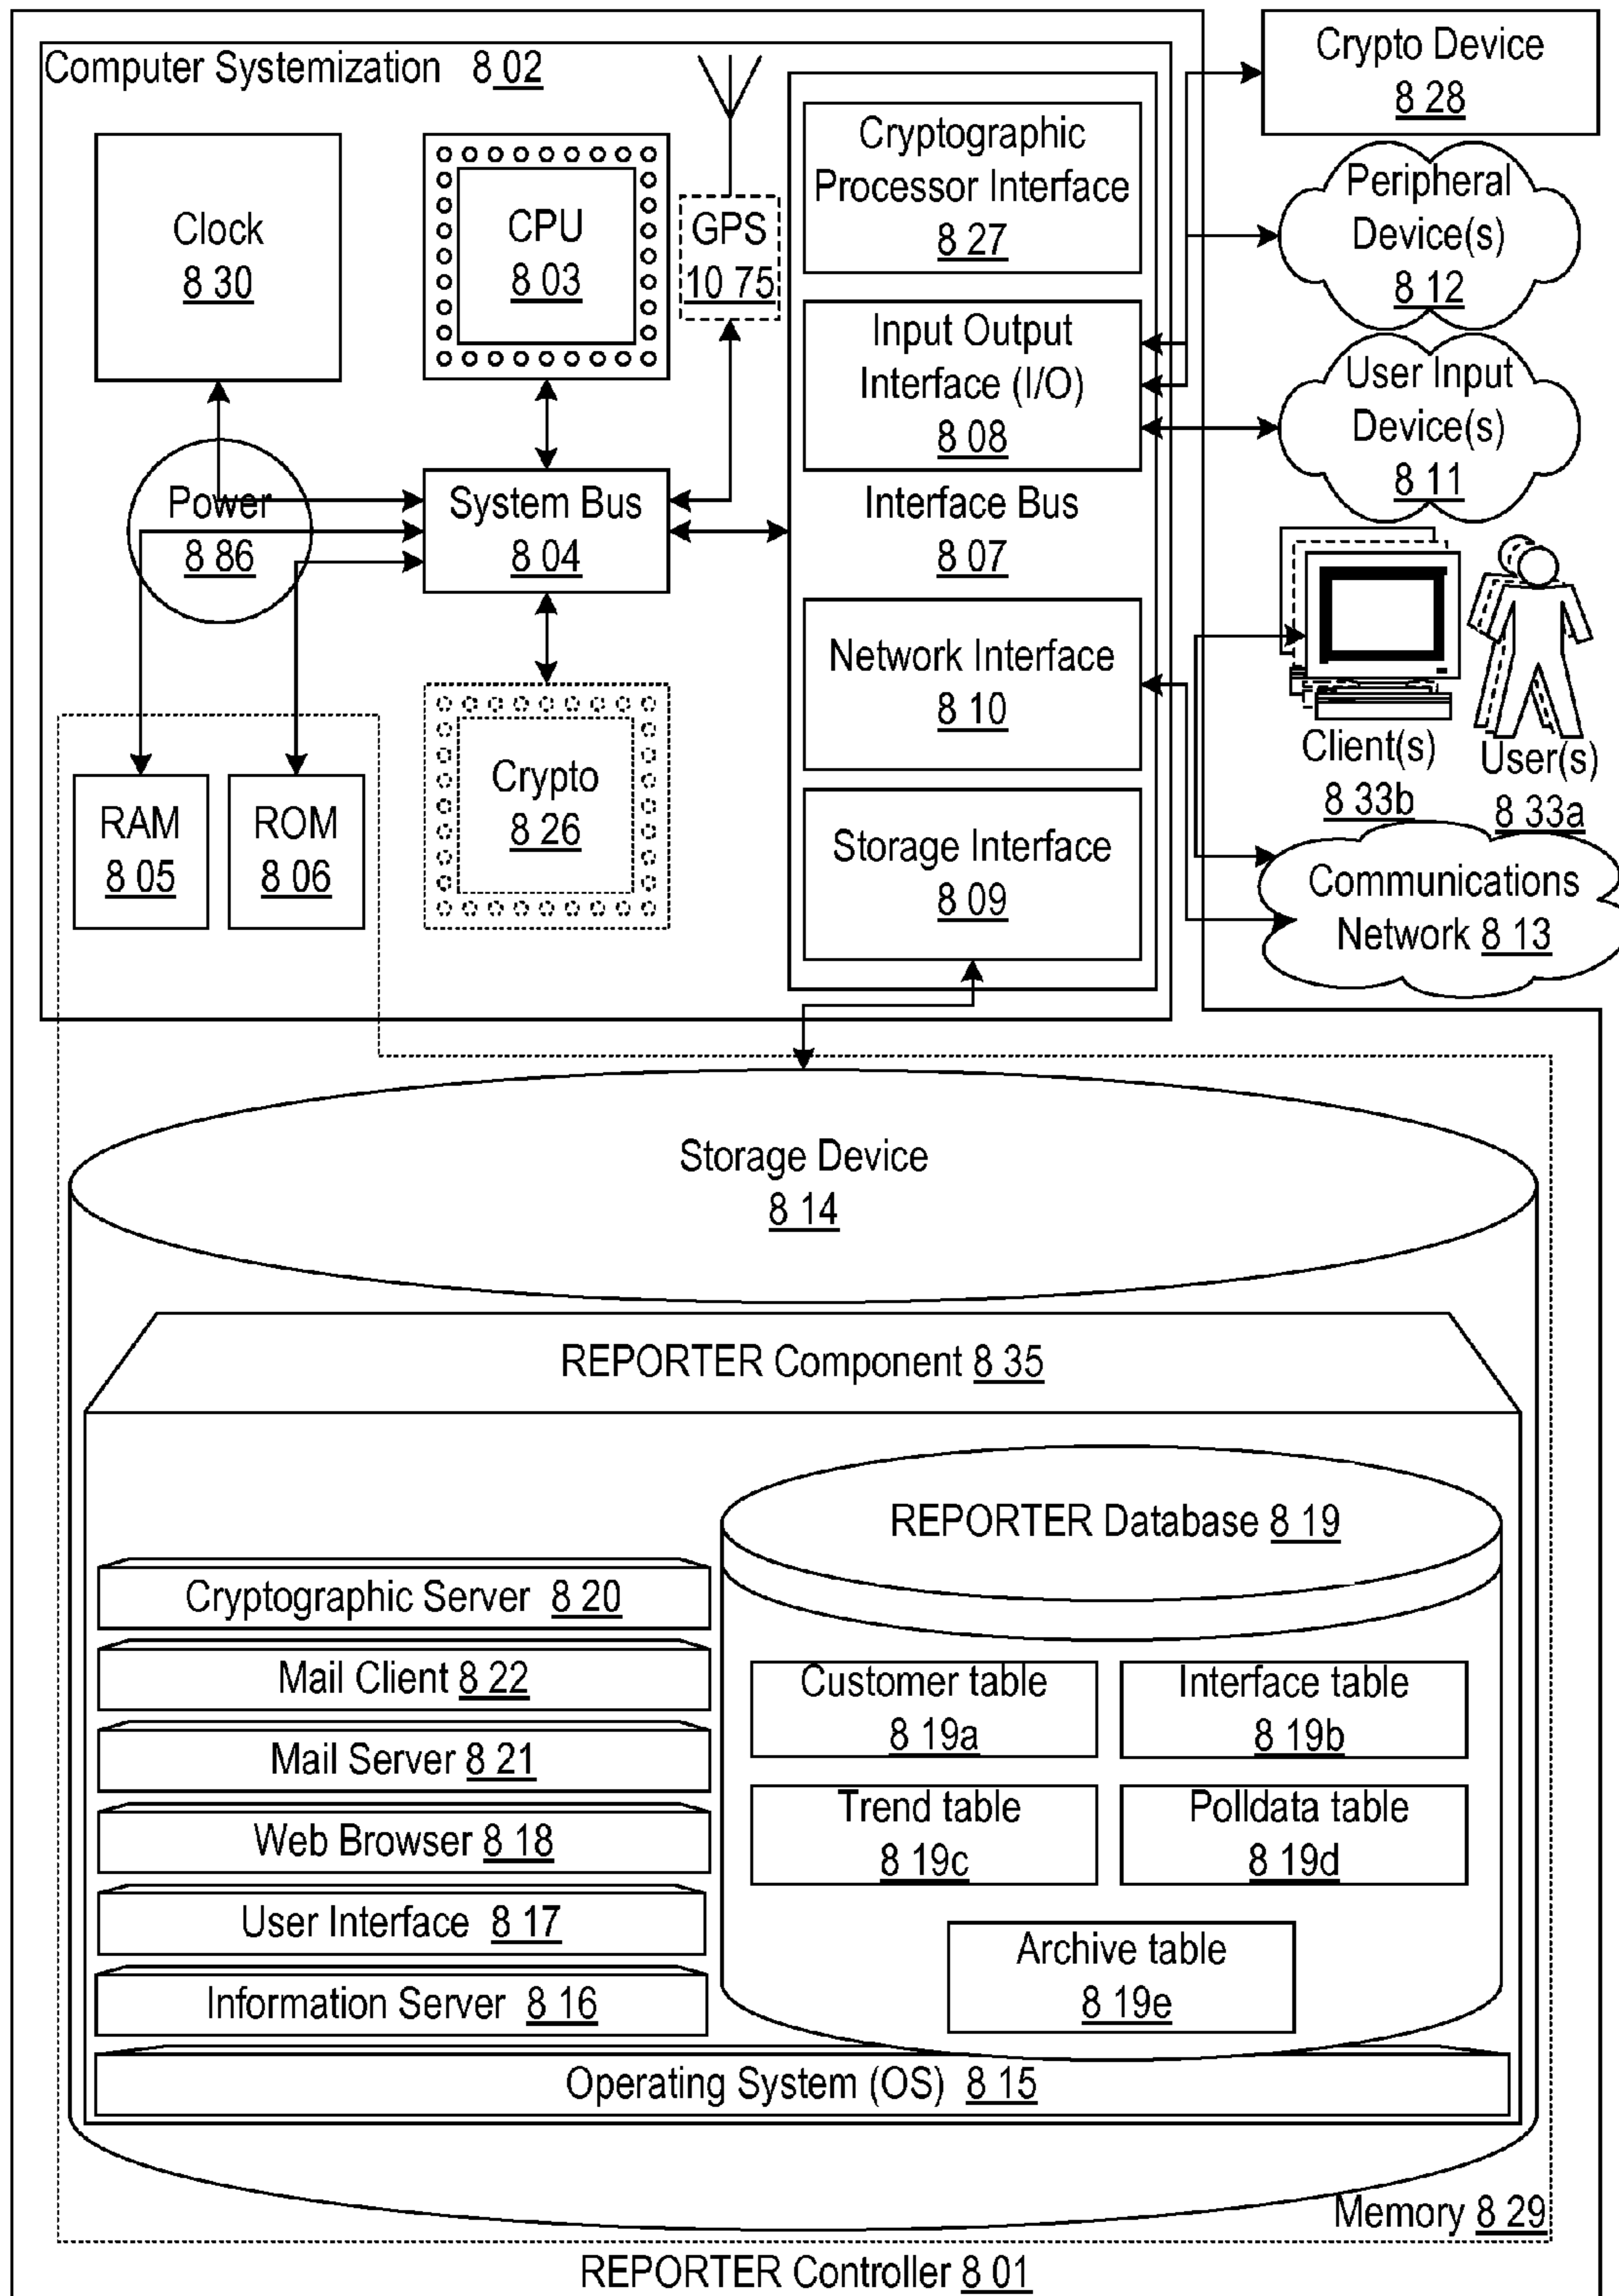 Computer Systemization 8 02
Clock
8 30
CPU
8 03
GPS
10 75
Cryptographic
Processor Interface
8 27
Input Output
Interface (I/O)
8 08
Interface Bus
8 07
Network Interface
8 10
Storage Interface
8 09
Power
8 86
System Bus
8 04
RAM
8 05
ROM
8 06
Crypto
8 26
Crypto Device
8 28
Peripheral
Device(s)
8 12
User Input
Device(s)
8 11
Client(s)
8 33b
User(s)
8 33a
Communications
Network 8 13
Storage Device
8 14
REPORTER Component 8 35
REPORTER Database 8 19
Cryptographic Server 8 20
Mail Client 8 22
Mail Server 8 21
Web Browser 8 18
User Interface 8 17
Information Server 8 16
Customer table
8 19a
Interface table
8 19b
Trend table
8 19c
Polldata table
8 19d
Archive table
8 19e
Operating System (OS) 8 15
Memory 8 29
REPORTER Controller 8 01